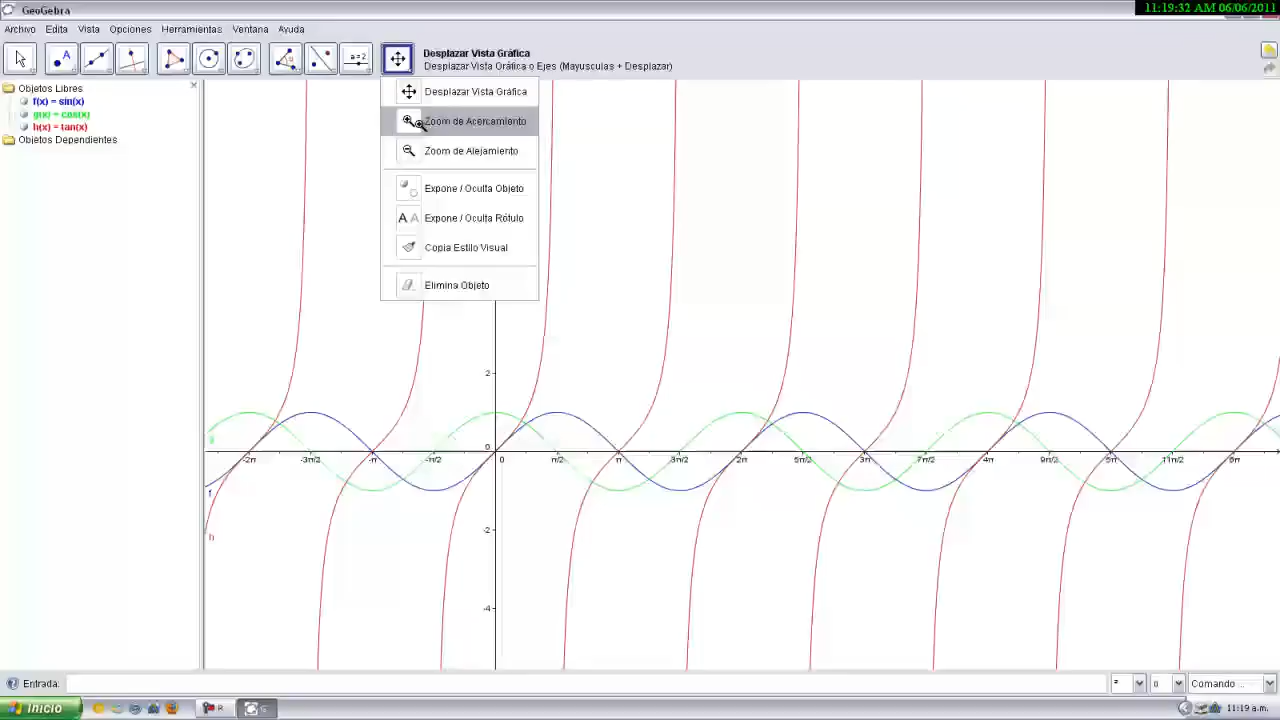 GeoGebra
11:19:32 AM 06/06/2011
Archivo Edita Vista Opciones Herramientas Ventana Ayuda
A
a=2
Desplazar Vista Gráfica
Desplazar Vista Gráfica o Ejes (Mayusculas + Desplazar)
Objetos Libres
f(x) = sin(x)
g(x) = cos(x)
h(x) = tan(x)
Objetos Dependientes
Desplazar Vista Gráfica
Zoom de Acercamiento
Zoom de Alejamiento
Expone / Oculta Objeto
A A Expone / Oculta Rótulo
Copia Estilo Visual
Elimina Objeto
2
0
g
-2π -3π/2 -π -π/2 0 π/2 π 3π/2 2π 5π/2 3π 7π/2 4π 9π/2 5π 11π/2 6π
f
-2
h
-4
Entrada:
Comando ...
Inicio
11:19 a.m.